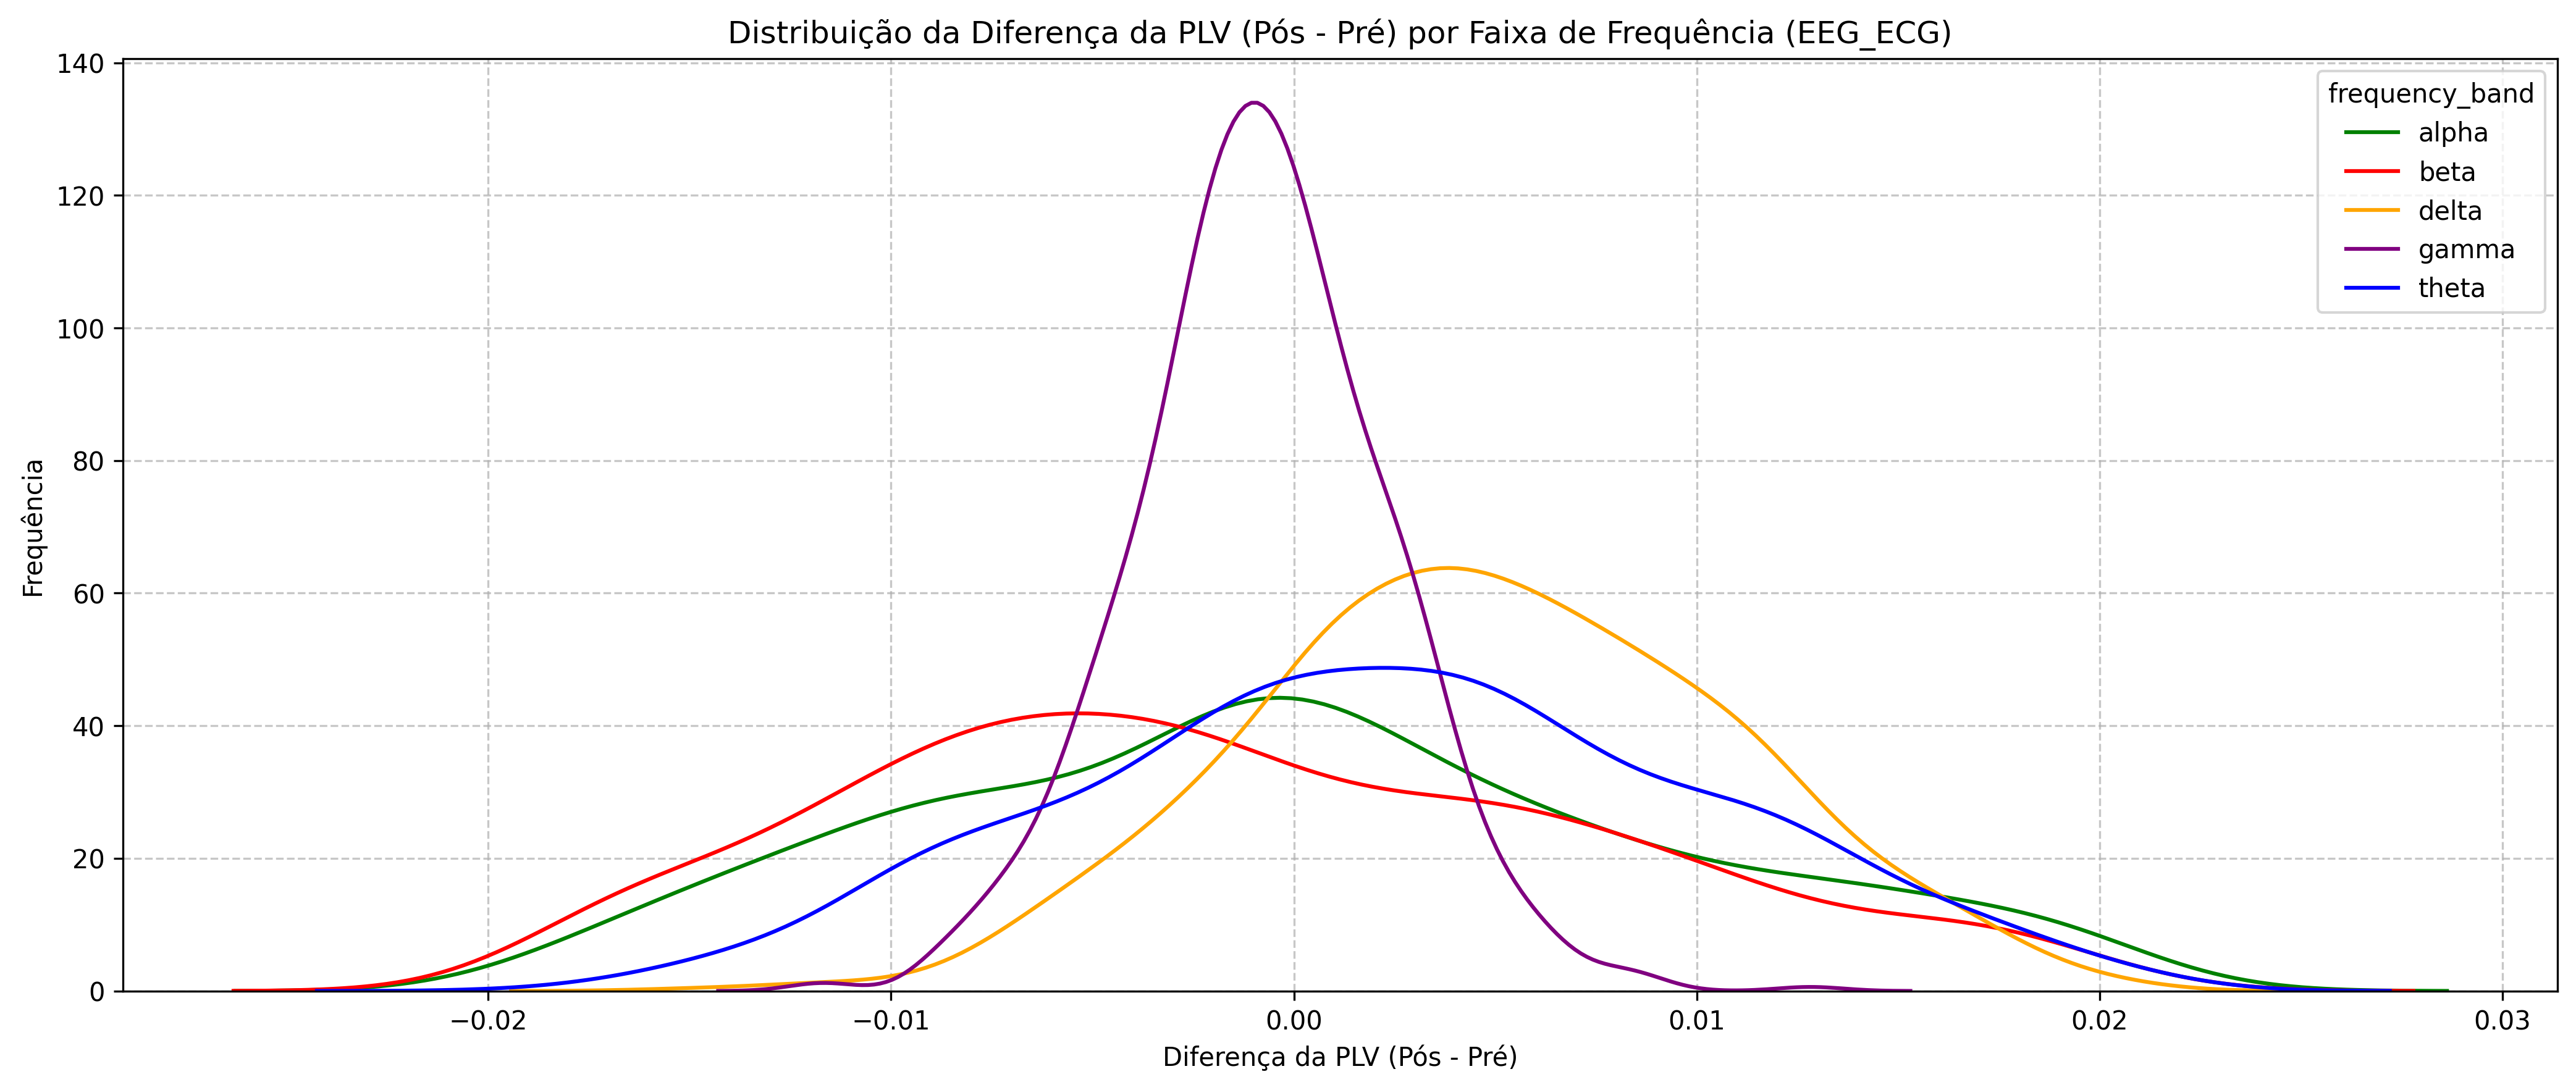 Distribuição da Diferença da PLV (Pós - Pré) por Faixa de Frequência (EEG_ECG)
140
120
100
80
60
40
20
0
Frequência
frequency_band
alpha
beta
delta
gamma
theta
−0.02
−0.01
0.00
0.01
0.02
0.03
Diferença da PLV (Pós - Pré)